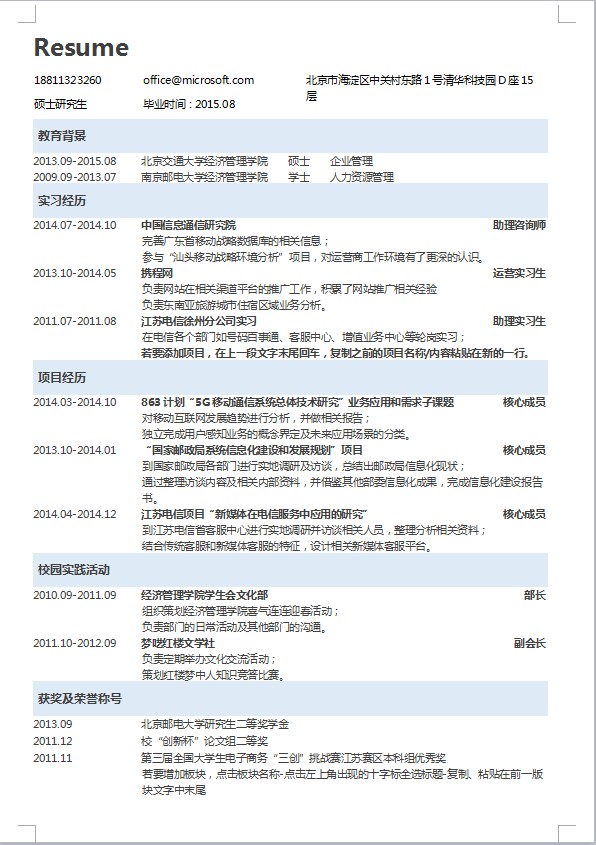 Resume
18811323260 office@microsoft.com 北京市海淀区中关村东路 1 号清华科技园 D 座 15
层
硕士研究生 毕业时间：2015.08
教育背景
2013.09-2015.08 北京交通大学经济管理学院 硕士 企业管理
2009.09-2013.07 南京邮电大学经济管理学院 学士 人力资源管理
实习经历
2014.07-2014.10 中国信息通信研究院 助理咨询师
完善广东省移动战略数据库的相关信息；
参与“汕头移动战略环境分析”项目，对运营商工作环境有了更深的认识。
2013.10-2014.05 携程网 运营实习生
负责网站在相关渠道平台的推广工作，积累了网站推广相关经验
负责东南亚旅游城市住宿区域业务分析。
2011.07-2011.08 江苏电信徐州分公司实习 助理实习生
在电信各个部门如号码百事通、客服中心、增值业务中心等轮岗实习；
若要添加项目，在上一段文字末尾回车，复制之前的项目名称/内容粘贴在新的一行。
项目经历
2014.03-2014.10 863 计划“5G 移动通信系统总体技术研究”业务应用和需求子课题 核心成员
对移动互联网发展趋势进行分析，并做相关报告；
独立完成用户感知业务的概念界定及未来应用场景的分类。
2013.10-2014.01 “国家邮政局系统信息化建设和发展规划”项目 核心成员
到国家邮政局各部门进行实地调研及访谈，总结出邮政局信息化现状；
通过整理访谈内容及相关内部资料，并借鉴其他部委信息化成果，完成信息化建设报告
书。
2014.04-2014.12 江苏电信项目“新媒体在电信服务中应用的研究” 核心成员
到江苏电信省客服中心进行实地调研并访谈相关人员，整理分析相关资料；
结合传统客服和新媒体客服的特征，设计相关新媒体客服平台。
校园实践活动
2010.09-2011.09 经济管理学院学生会文化部 部长
组织策划经济管理学院喜气连连迎春活动；
负责部门的日常活动及其他部门的沟通。
2011.10-2012.09 梦呓红楼文学社 副会长
负责定期举办文化交流活动；
策划红楼梦中人知识竞答比赛。
获奖及荣誉称号
2013.09 北京邮电大学研究生二等奖学金
2011.12 校“创新杯”论文组二等奖
2011.11 第三届全国大学生电子商务“三创”挑战赛江苏赛区本科组优秀奖
若要增加板块，点击板块名称-点击左上角出现的十字标全选标题-复制、粘贴在前一版
块文字中末尾